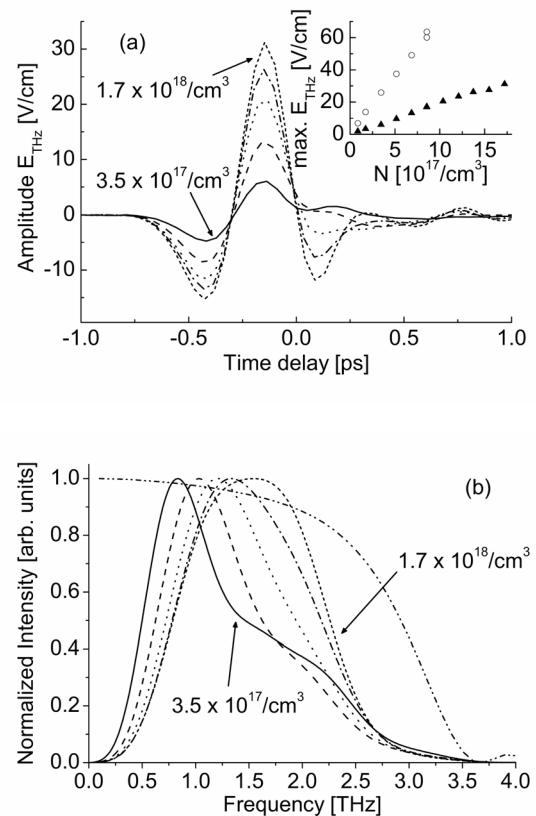 (a)
1.7 x 10^18/cm^3
3.5 x 10^17/cm^3
Amplitude E_THz [V/cm]
30
20
10
0
-10
-1.0 -0.5 0.0 0.5 1.0
Time delay [ps]
max. E_THz [V/cm]
60
40
20
0
0 5 10 15
N [10^17/cm^3]
(b)
1.7 x 10^18/cm^3
3.5 x 10^17/cm^3
Normalized Intensity [arb. units]
1.0
0.8
0.6
0.4
0.2
0.0
0.0 0.5 1.0 1.5 2.0 2.5 3.0 3.5 4.0
Frequency [THz]